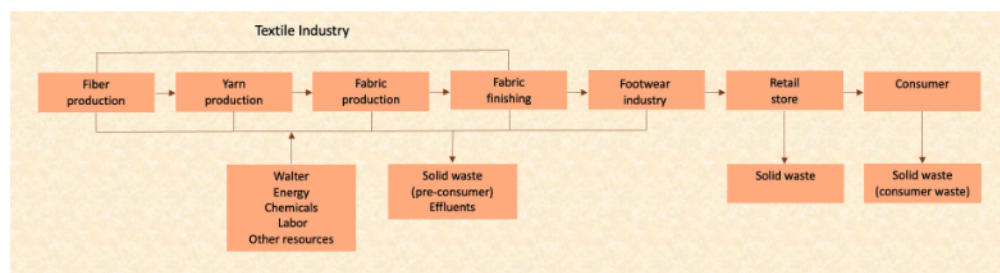 Textile Industry
Fiber
production
Yarn
production
Fabric
production
Fabric
finishing
Footwear
industry
Retail
store
Consumer
Walter
Energy
Chemicals
Labor
Other resources
Solid waste
(pre-consumer)
Effluents
Solid waste
Solid waste
(consumer waste)